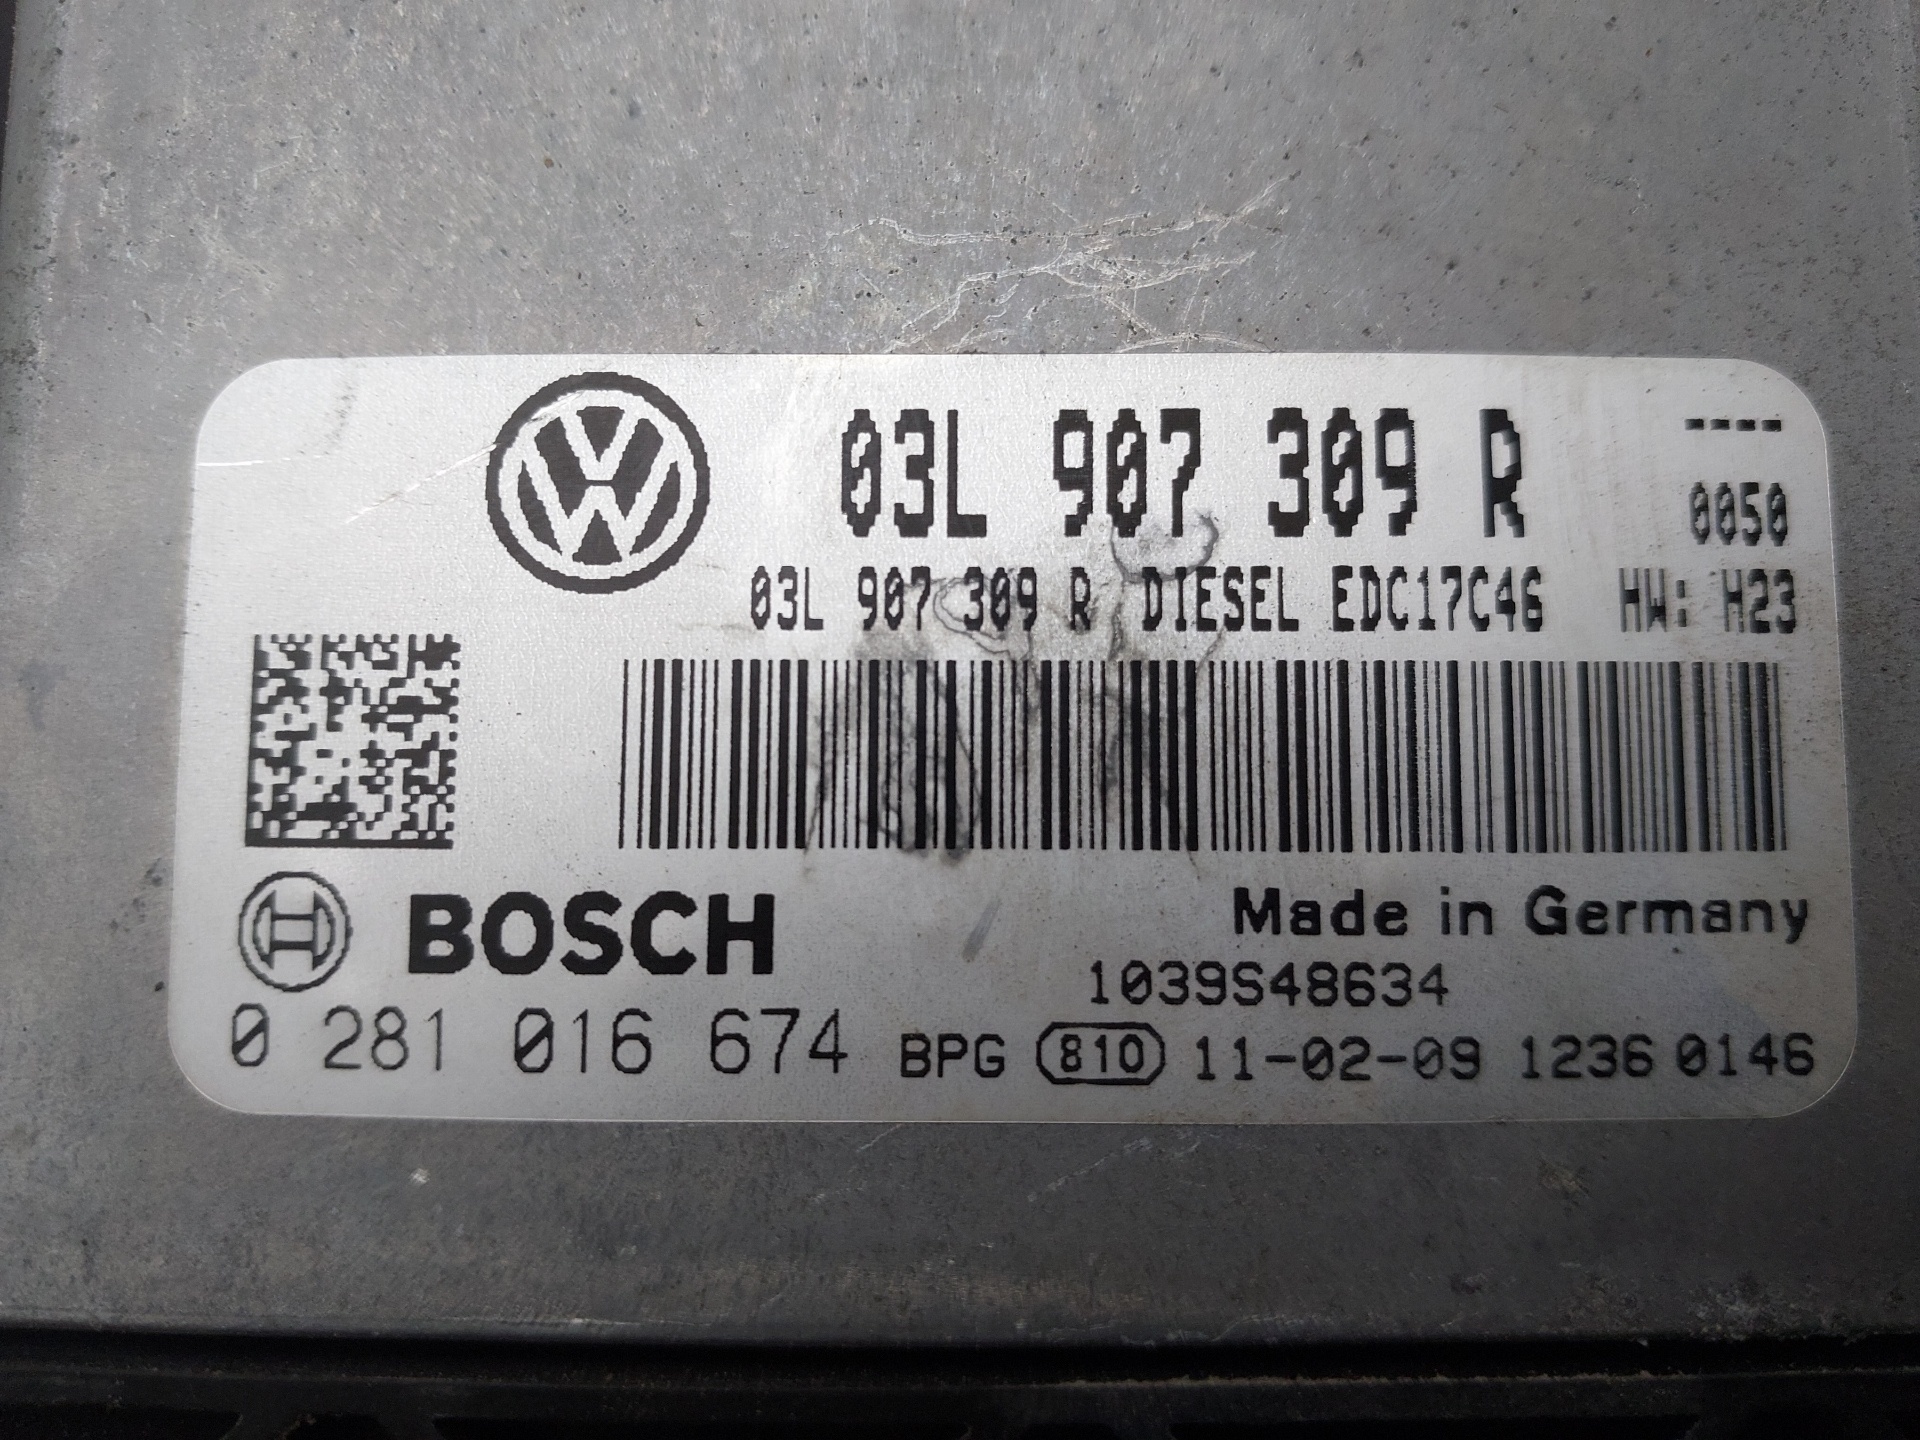 03L 907 309 R ----
0050
03L 907 309 R DIESEL EDC17C46 HW: H23
BOSCH
Made in Germany
1039S48634
0 281 016 674 BPG 810 11-02-09 1236 0146